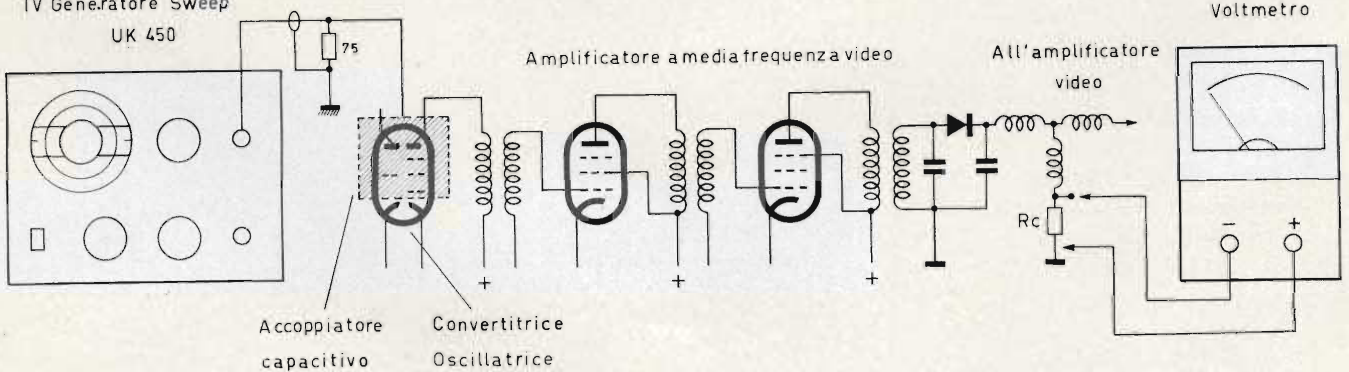 TV Generatore Sweep
UK 450
75
Amplificatore a media frequenza video
All'amplificatore
video
Voltmetro
Rc
-
+
+
+
+
Accoppiatore
capacitivo
Convertitrice
Oscillatrice